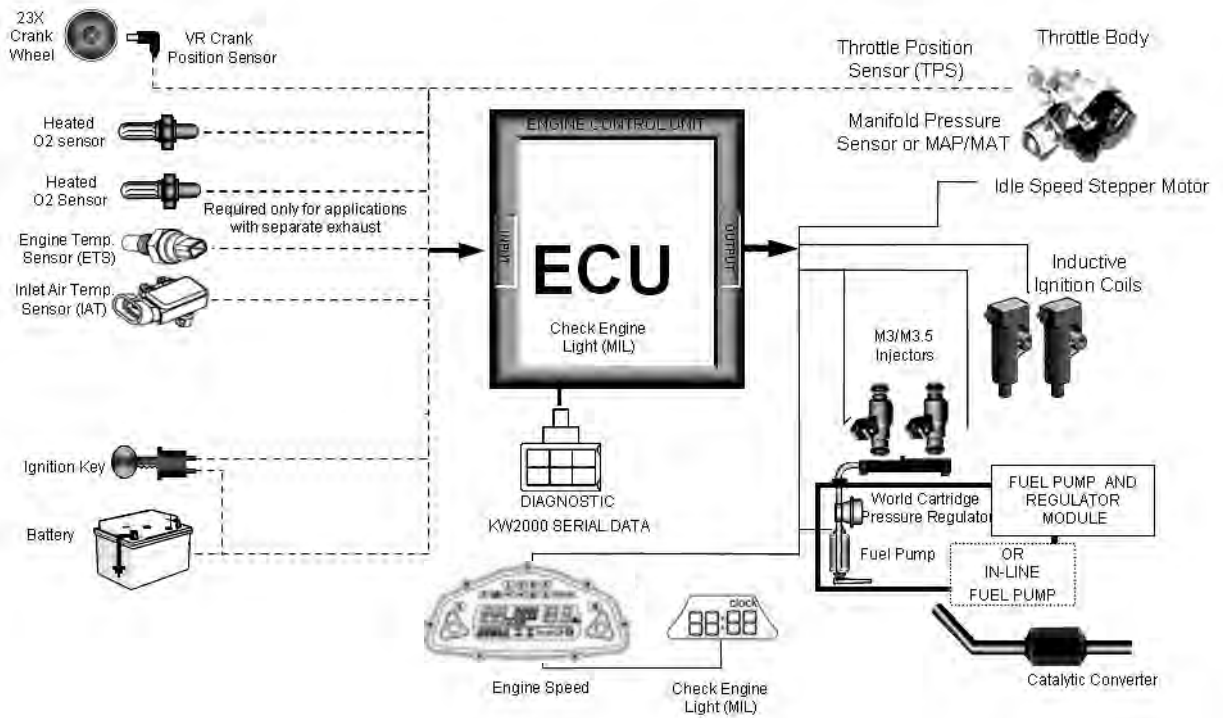 23X
Crank
Wheel
VR Crank
Position Sensor
Throttle Position
Sensor (TPS)
Throttle Body
Heated
O2 sensor
ENGINE CONTROL UNIT
Manifold Pressure
Sensor or MAP/MAT
Heated
O2 Sensor
Required only for applications
with separate exhaust
Idle Speed Stepper Motor
Engine Temp.
Sensor (ETS)
INPUT
ECU
OUTPUT
Inductive
Ignition Coils
Inlet Air Temp.
Sensor (IAT)
Check Engine
Light (MIL)
M3/M3.5
Injectors
Ignition Key
DIAGNOSTIC
KW2000 SERIAL DATA
World Cartridge
Pressure Regulator
FUEL PUMP AND
REGULATOR
MODULE
Battery
Fuel Pump
OR
IN-LINE
FUEL PUMP
clock
88:88
Engine Speed
Check Engine
Light (MIL)
Catalytic Converter